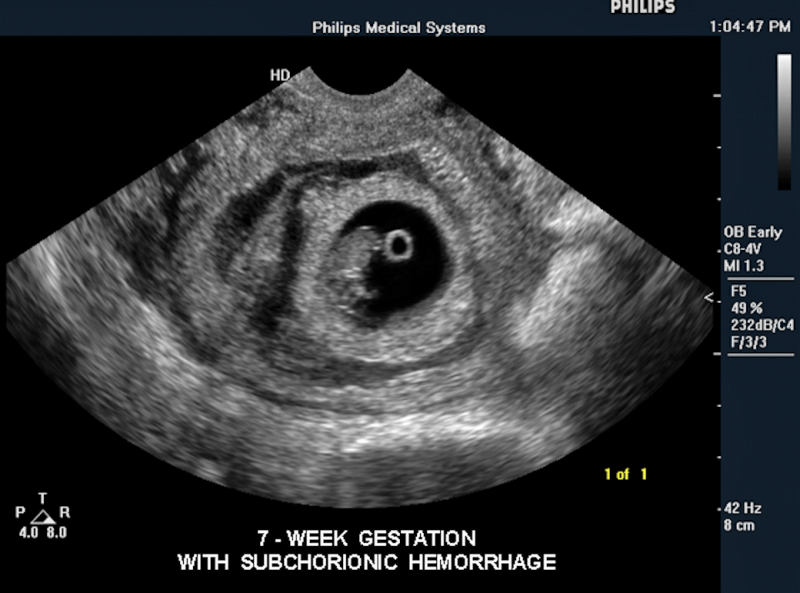 PHILIPS
Philips Medical Systems
1:04:47 PM
HD
OB Early
C8-4V
MI 1.3
F5
49 %
232dB/C4
F/3/3
<
1 of 1
T
P R
4.0 8.0
42 Hz
8 cm
7 - WEEK GESTATION
WITH SUBCHORIONIC HEMORRHAGE